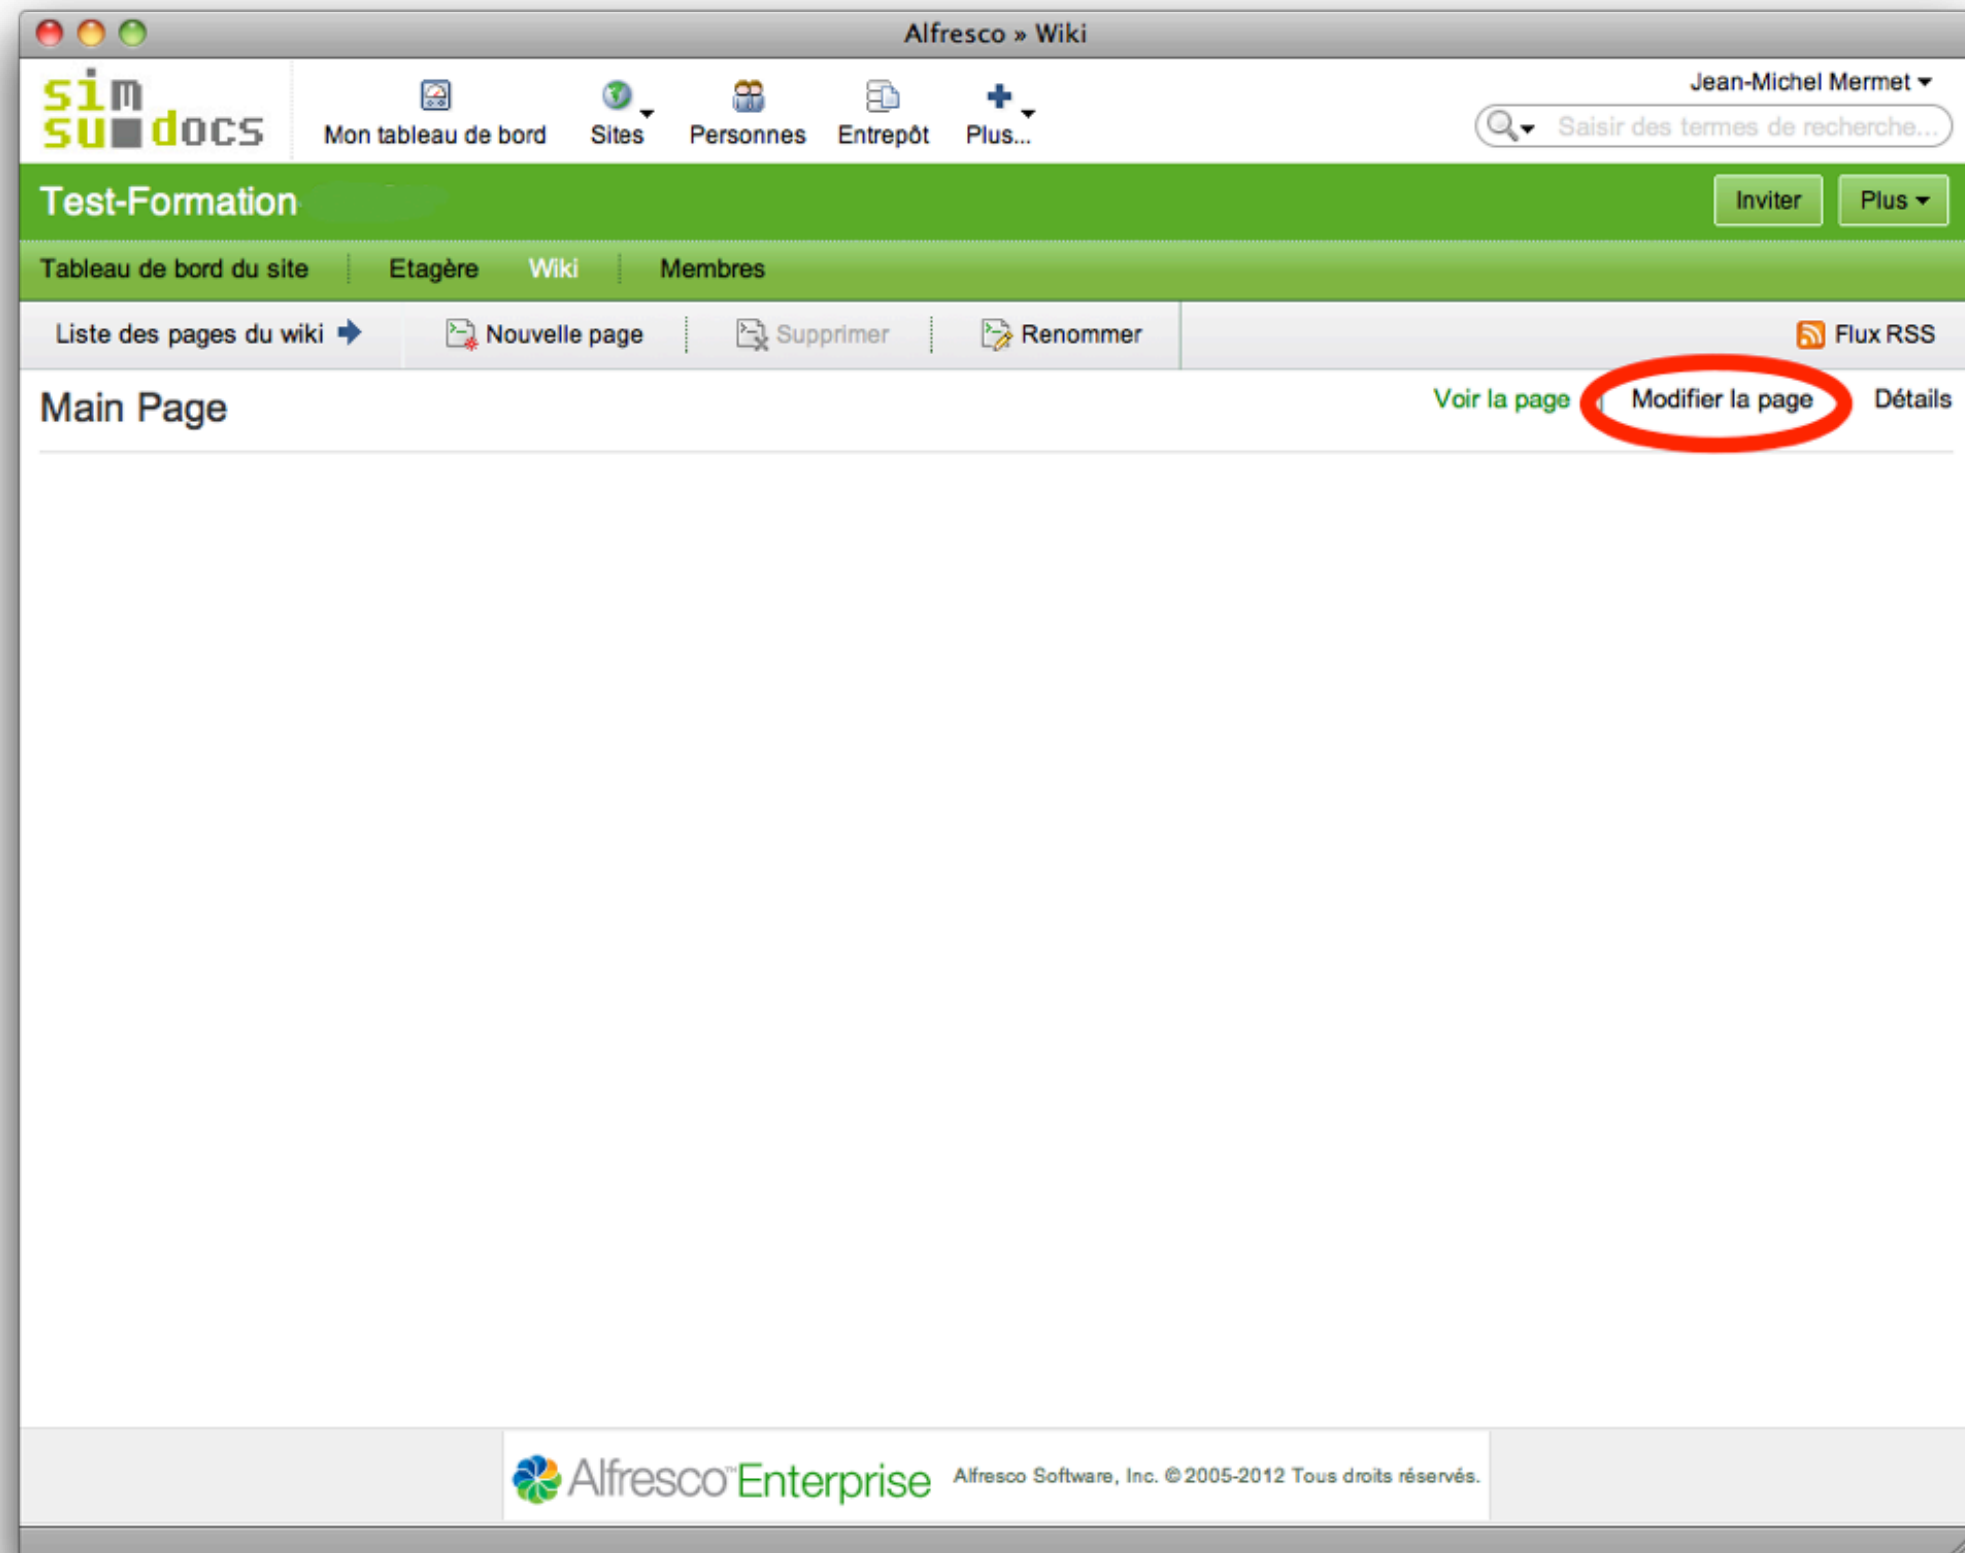 Alfresco » Wiki
sim
su docs
Mon tableau de bord
Sites
Personnes
Entrepôt
Plus...
Jean-Michel Mermet
Saisir des termes de recherche...
Test-Formation
Inviter
Plus
Tableau de bord du site
Etagère
Wiki
Membres
Liste des pages du wiki
Nouvelle page
Supprimer
Renommer
Flux RSS
Main Page
Voir la page
Modifier la page
Détails
Alfresco™ Enterprise
Alfresco Software, Inc. © 2005-2012 Tous droits réservés.